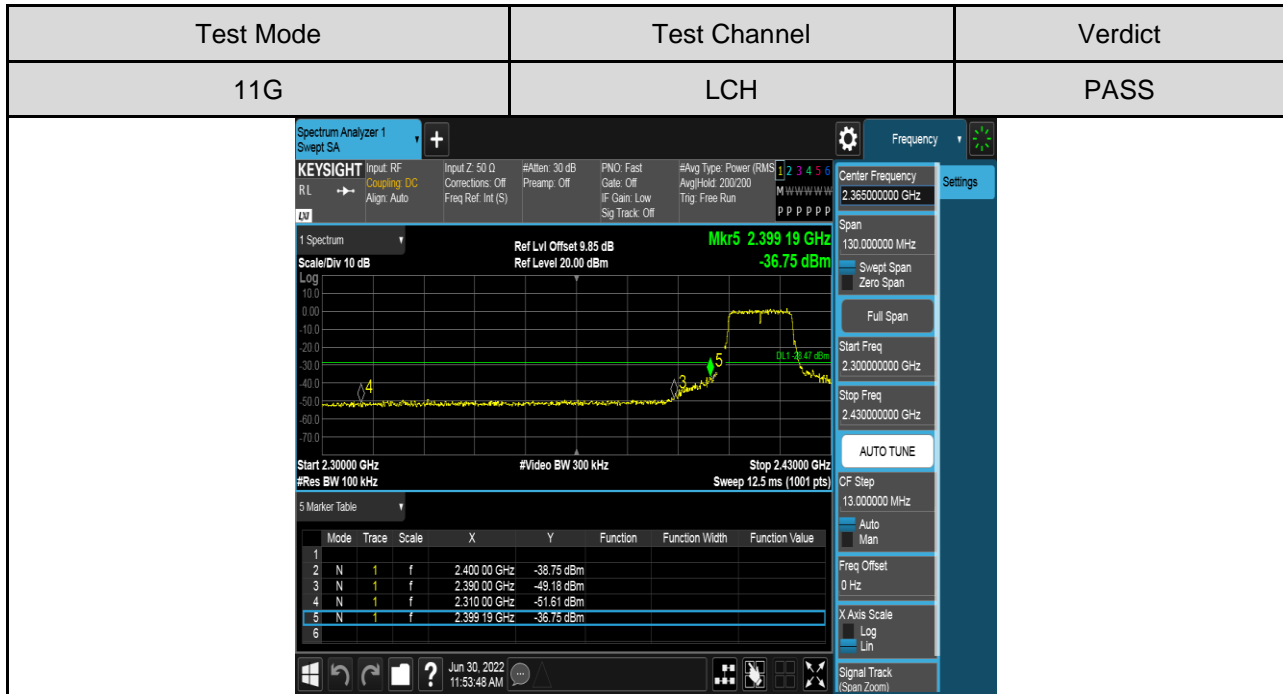 Test Mode Test Channel Verdict
11G LCH PASS
Spectrum Analyzer 1
Swept SA
+
Frequency
KEYSIGHT
RL
LXI
Input: RF
Coupling: DC
Align: Auto
Input Z: 50 Ω
Corrections: Off
Freq Ref: Int (S)
#Atten: 30 dB
Preamp: Off
PNO: Fast
Gate: Off
IF Gain: Low
Sig Track: Off
#Avg Type: Power (RMS
Avg|Hold: 200/200
Trig: Free Run
1 2 3 4 5 6
M W W W W W
P P P P P P
1 Spectrum
Scale/Div 10 dB
Ref Lvl Offset 9.85 dB
Ref Level 20.00 dBm
Mkr5 2.399 19 GHz
-36.75 dBm
Log
10.0
0.00
-10.0
-20.0
-30.0
-40.0
-50.0
-60.0
-70.0
DL1 -28.47 dBm
4
3
5
Start 2.30000 GHz #Video BW 300 kHz Stop 2.43000 GHz
#Res BW 100 kHz Sweep 12.5 ms (1001 pts)
5 Marker Table
Mode Trace Scale X Y Function Function Width Function Value
1
2 N 1 f 2.400 00 GHz -38.75 dBm
3 N 1 f 2.390 00 GHz -49.18 dBm
4 N 1 f 2.310 00 GHz -51.61 dBm
5 N 1 f 2.399 19 GHz -36.75 dBm
6
?
Jun 30, 2022
11:53:48 AM
Center Frequency
2.365000000 GHz
Settings
Span
130.000000 MHz
Swept Span
Zero Span
Full Span
Start Freq
2.300000000 GHz
Stop Freq
2.430000000 GHz
AUTO TUNE
CF Step
13.000000 MHz
Auto
Man
Freq Offset
0 Hz
X Axis Scale
Log
Lin
Signal Track
(Span Zoom)